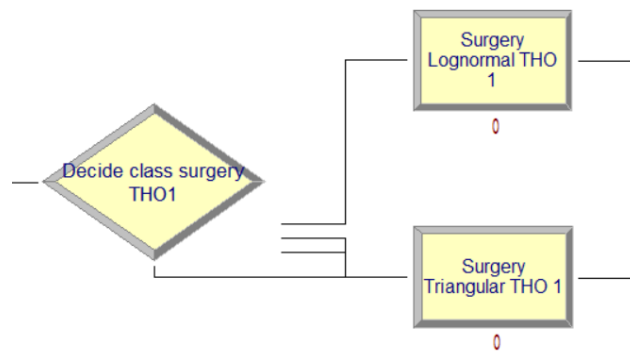 Surgery
Lognormal THO
1
0
Decide class surgery
THO1
Surgery
Triangular THO 1
0